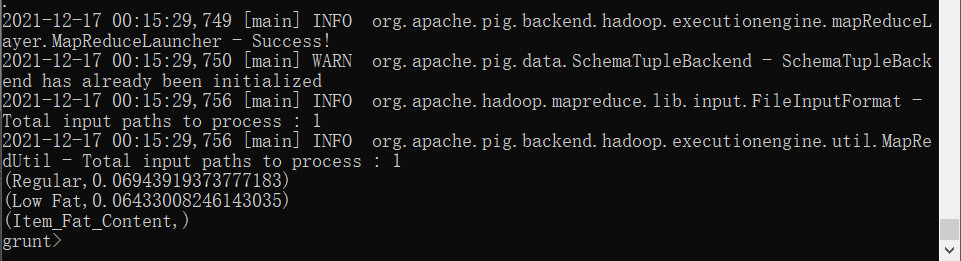 .
2021-12-17 00:15:29,749 [main] INFO  org.apache.pig.backend.hadoop.executionengine.mapReduceL
ayer.MapReduceLauncher - Success!
2021-12-17 00:15:29,750 [main] WARN  org.apache.pig.data.SchemaTupleBackend - SchemaTupleBack
end has already been initialized
2021-12-17 00:15:29,756 [main] INFO  org.apache.hadoop.mapreduce.lib.input.FileInputFormat -
Total input paths to process : 1
2021-12-17 00:15:29,756 [main] INFO  org.apache.pig.backend.hadoop.executionengine.util.MapRe
dUtil - Total input paths to process : 1
(Regular,0.06943919373777183)
(Low Fat,0.06433008246143035)
(Item_Fat_Content,)
grunt>